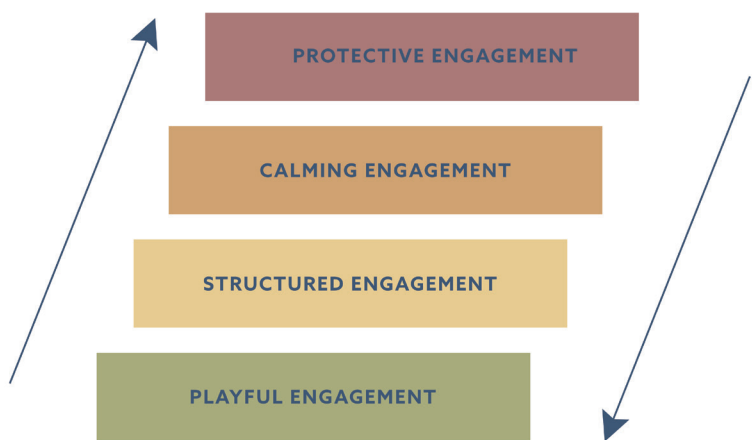 PROTECTIVE ENGAGEMENT
CALMING ENGAGEMENT
STRUCTURED ENGAGEMENT
PLAYFUL ENGAGEMENT